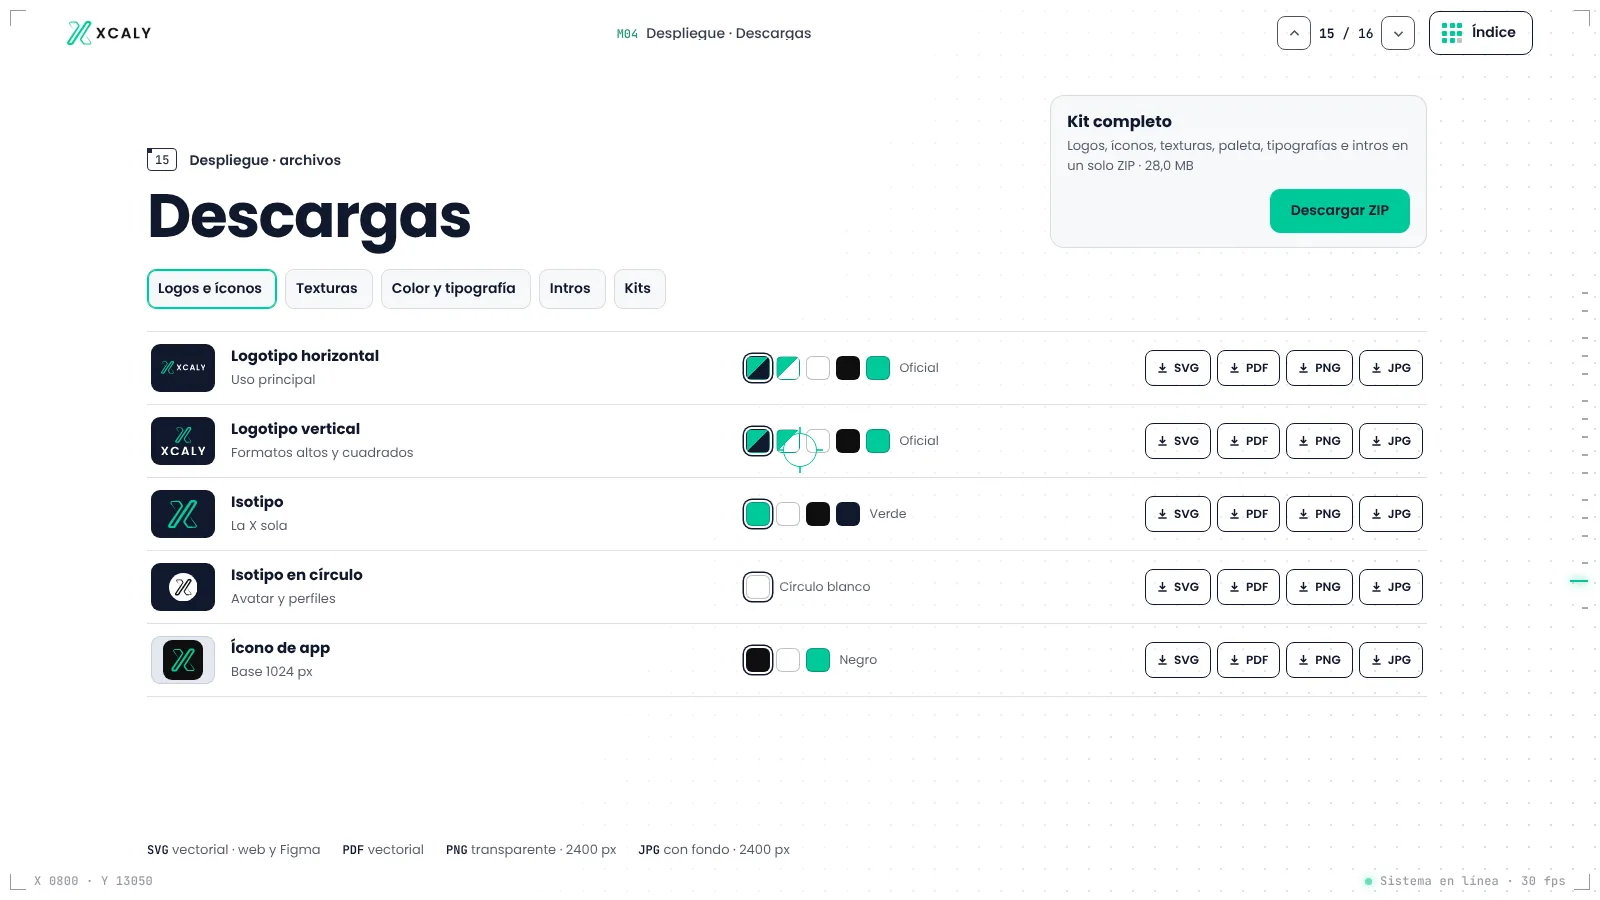 XCALY
M04 Despliegue · Descargas
15 / 16
Índice
Kit completo
Logos, íconos, texturas, paleta, tipografías e intros en
un solo ZIP · 28,0 MB
Descargar ZIP
15 Despliegue · archivos
Descargas
Logos e íconos Texturas Color y tipografía Intros Kits
XCALY Logotipo horizontal
Uso principal
Oficial
SVG PDF PNG JPG
XCALY Logotipo vertical
Formatos altos y cuadrados
Oficial
SVG PDF PNG JPG
Isotipo
La X sola
Verde
SVG PDF PNG JPG
Isotipo en círculo
Avatar y perfiles
Círculo blanco
SVG PDF PNG JPG
Ícono de app
Base 1024 px
Negro
SVG PDF PNG JPG
SVG vectorial · web y Figma PDF vectorial PNG transparente · 2400 px JPG con fondo · 2400 px
X 0800 · Y 13050
Sistema en línea · 30 fps